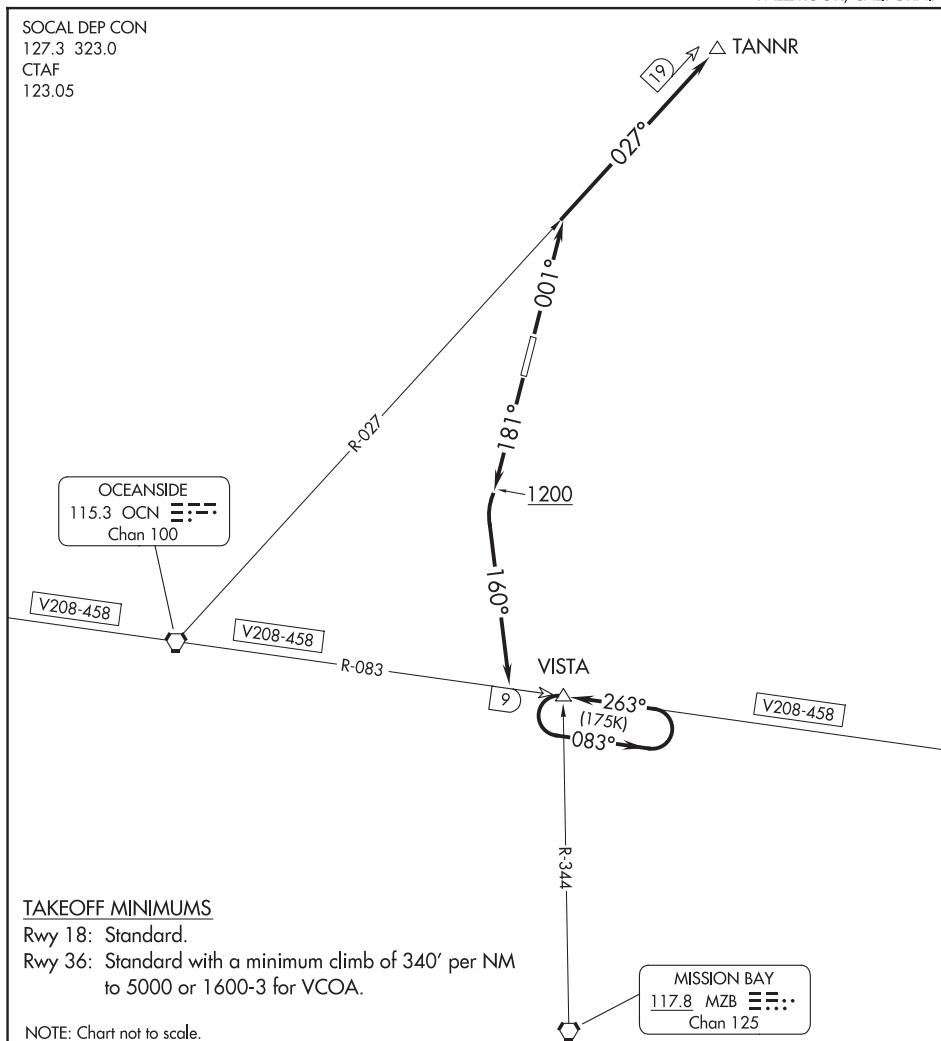 SOCAL DEP CON
127.3 323.0
CTAF
123.05
TANNR
19
027°
001°
R-027
181°
1200
OCEANSIDE
115.3 OCN
Chan 100
160°
V208-458
V208-458
R-083
9
VISTA
263°
(175K)
083°
V208-458
R-344
TAKEOFF MINIMUMS
Rwy 18: Standard.
Rwy 36: Standard with a minimum climb of 340' per NM
to 5000 or 1600-3 for VCOA.
MISSION BAY
117.8 MZB
Chan 125
NOTE: Chart not to scale.